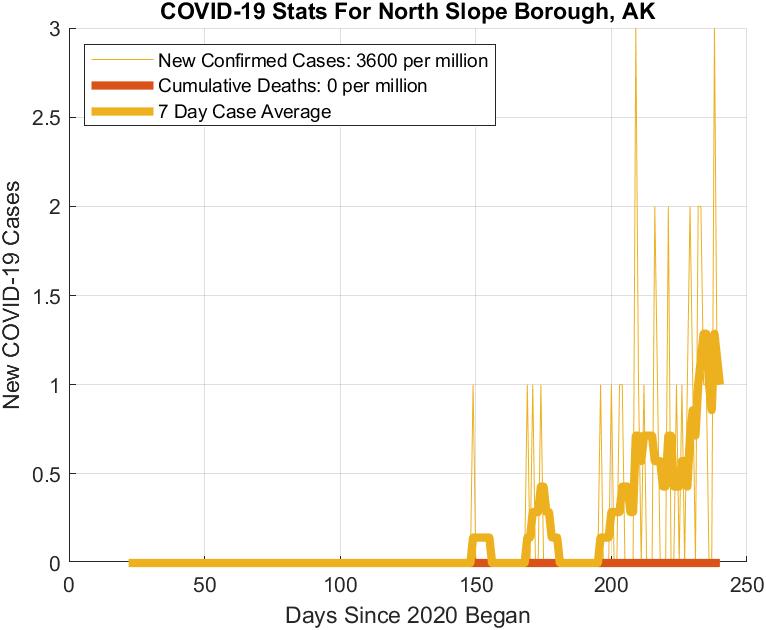 COVID-19 Stats For North Slope Borough, AK
New Confirmed Cases: 3600 per million
Cumulative Deaths: 0 per million
7 Day Case Average
New COVID-19 Cases
3
2.5
2
1.5
1
0.5
0
0 50 100 150 200 250
Days Since 2020 Began